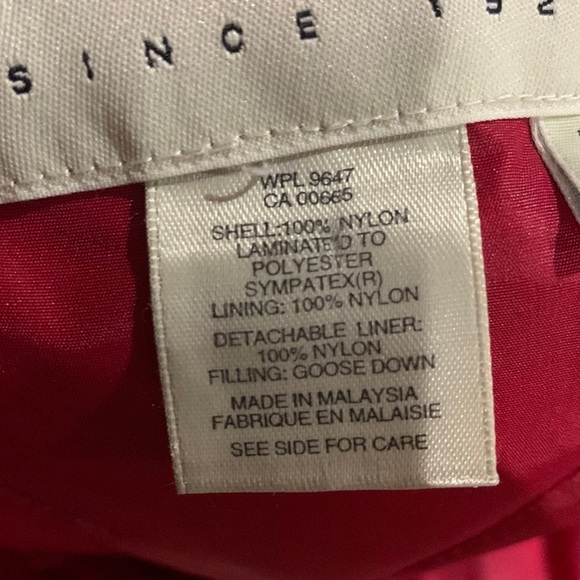 SINCE 192
WPL 9647
CA 00665
SHELL:100% NYLON
LAMINATED TO
POLYESTER
SYMPATEX(R)
LINING: 100% NYLON
DETACHABLE LINER:
100% NYLON
FILLING: GOOSE DOWN
MADE IN MALAYSIA
FABRIQUE EN MALAISIE
SEE SIDE FOR CARE